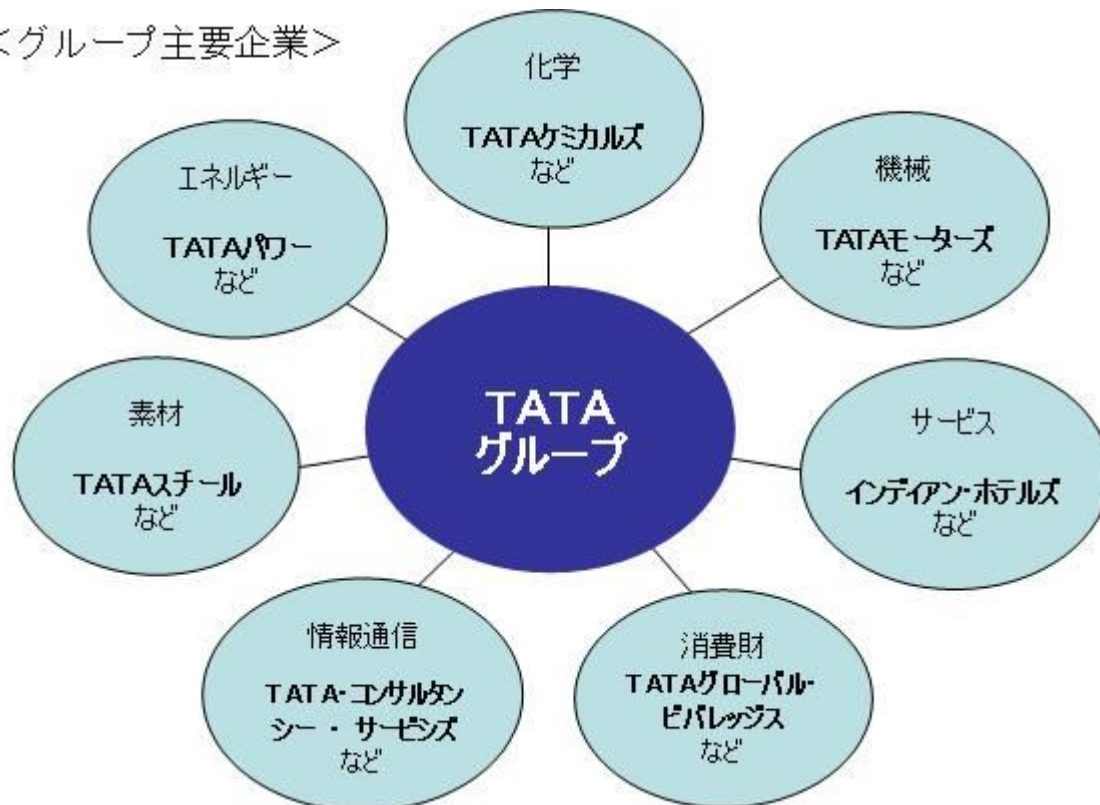 ＜グループ主要企業＞
化学
TATAケミカルズ
など
エネルギー
TATAパワー
など
機械
TATAモーターズ
など
TATA
グループ
素材
TATAスチール
など
サービス
インディアン・ホテルズ
など
情報通信
TATA・コンサルタン
シー・サービシズ
など
消費財
TATAグローバル・
ビバレッジス
など